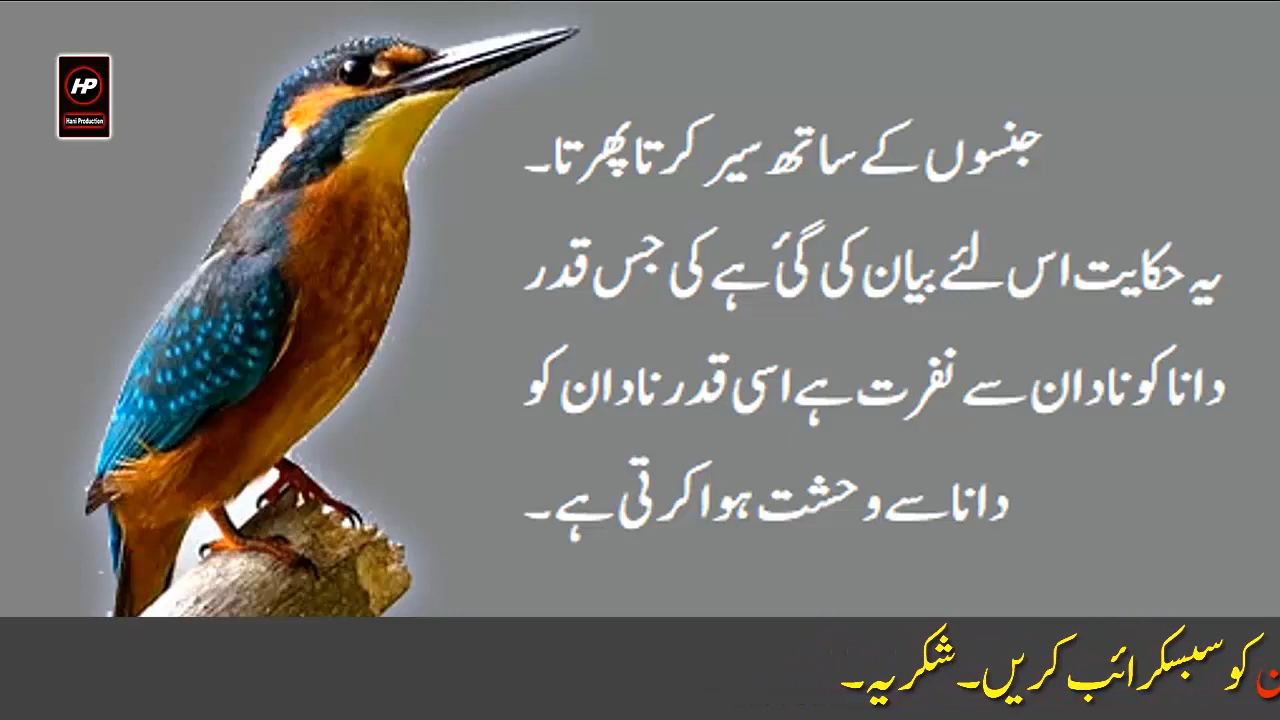 HP
Hani Production
جنسوں کے ساتھ سیر کرتا پھرتا۔
یہ حکایت اس لئے بیان کی گئ ہے کی جس قدر
دانا کو نادان سے نفرت ہے اسی قدر نادان کو
دانا سے وحشت ہوا کرتی ہے۔
کو سبسکرائب کریں۔ شکریہ۔